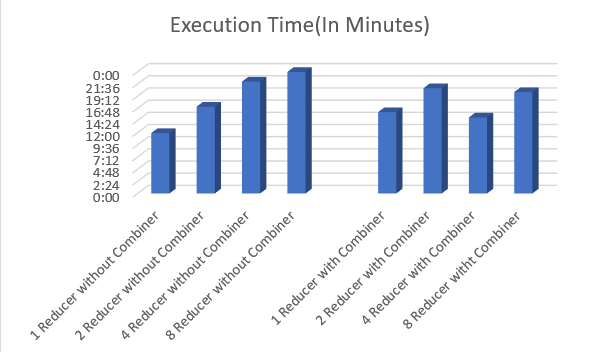 Execution Time(In Minutes)
0:00
21:36
19:12
16:48
14:24
12:00
9:36
7:12
4:48
2:24
0:00
1 Reducer without Combiner
2 Reducer without Combiner
4 Reducer without Combiner
8 Reducer without Combiner
1 Reducer with Combiner
2 Reducer with Combiner
4 Reducer with Combiner
8 Reducer witht Combiner